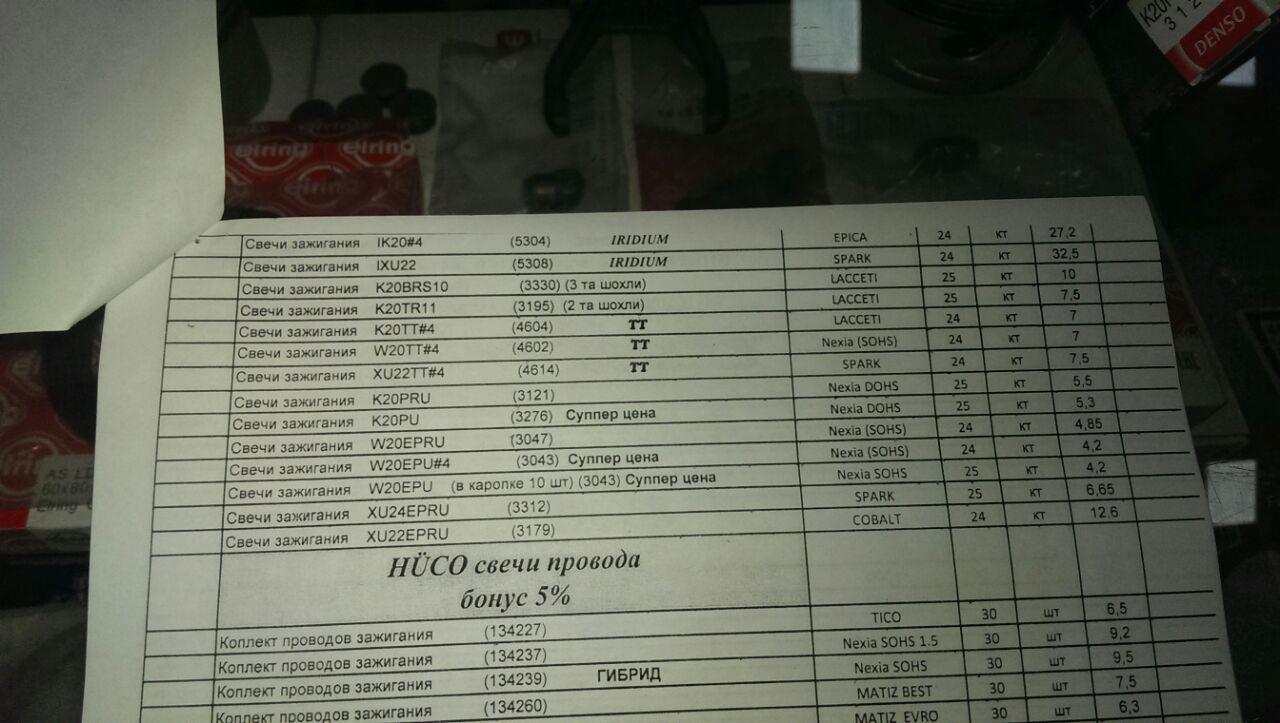 K20
312
DENSO
elring
elring
elring
AS LD
60x80
Elring
Свечи зажигания IK20#4 (5304) IRIDIUM EPICA 24 кт 27,2
Свечи зажигания IXU22 (5308) IRIDIUM SPARK 24 кт 32,5
Свечи зажигания K20BRS10 (3330) (3 та шохли) LACCETI 25 кт 10
Свечи зажигания K20TR11 (3195) (2 та шохли) LACCETI 25 кт 7,5
Свечи зажигания K20TT#4 (4604) TT LACCETI 24 кт 7
Свечи зажигания W20TT#4 (4602) TT Nexia (SOHS) 24 кт 7
Свечи зажигания XU22TT#4 (4614) TT SPARK 24 кт 7,5
Свечи зажигания K20PRU (3121) Nexia DOHS 25 кт 5,5
Свечи зажигания K20PU (3276) Суппер цена Nexia DOHS 25 кт 5,3
Свечи зажигания W20EPRU (3047) Nexia (SOHS) 24 кт 4,85
Свечи зажигания W20EPU#4 (3043) Суппер цена Nexia (SOHS) 24 кт 4,2
Свечи зажигания W20EPU (в каропке 10 шт) (3043) Суппер цена Nexia SOHS 25 кт 4,2
Свечи зажигания XU24EPRU (3312) SPARK 25 кт 6,65
Свечи зажигания XU22EPRU (3179) COBALT 24 кт 12,6
HÜCO свечи провода
бонус 5%
Коплект проводов зажигания (134227) TICO 30 шт 6,5
Коплект проводов зажигания (134237) Nexia SOHS 1.5 30 шт 9,2
Коплект проводов зажигания (134239) ГИБРИД Nexia SOHS 30 шт 9,5
Коплект проводов зажигания (134260) MATIZ BEST 30 шт 7,5
MATIZ EVRO 30 шт 6,3